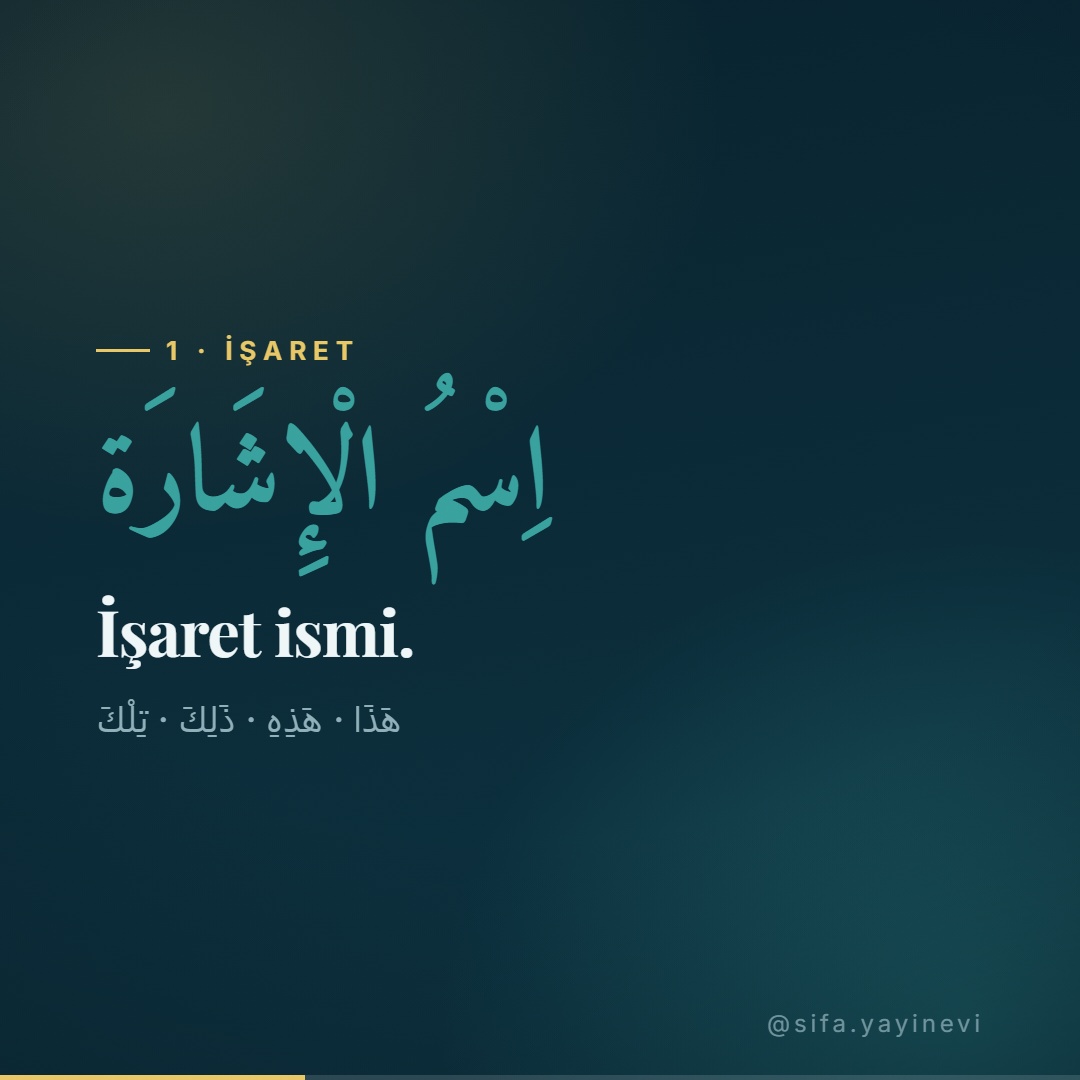 1 · İŞARET
اِسْمُ الْإِشَارَة
İşaret ismi.
هَذَا · هَذِهِ · ذَلِكَ · تِلْكَ
@sifa.yayinevi